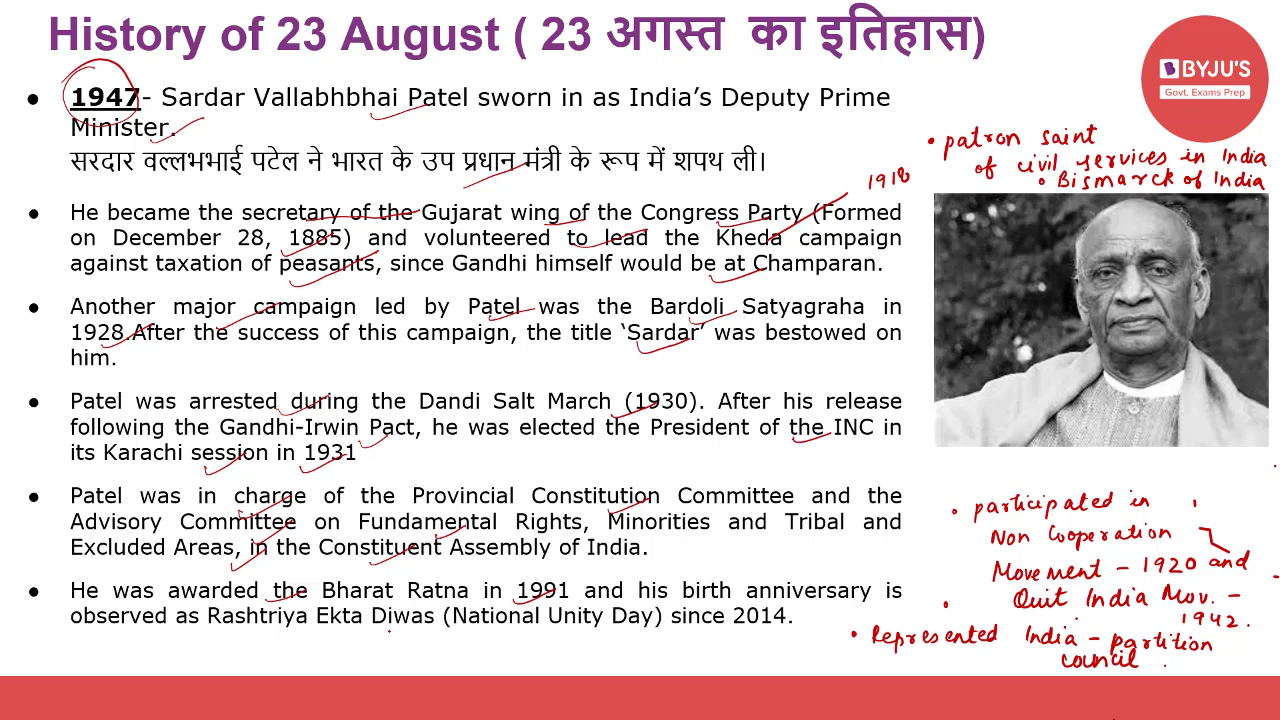 History of 23 August ( 23 अगस्त का इतिहास)
BYJU'S
Govt. Exams Prep
● 1947- Sardar Vallabhbhai Patel sworn in as India's Deputy Prime
Minister.
सरदार वल्लभभाई पटेल ने भारत के उप प्रधान मंत्री के रूप में शपथ ली।
• patron saint
of civil services in India
• Bismarck of India
1918
● He became the secretary of the Gujarat wing of the Congress Party (Formed
on December 28, 1885) and volunteered to lead the Kheda campaign
against taxation of peasants, since Gandhi himself would be at Champaran.
● Another major campaign led by Patel was the Bardoli Satyagraha in
1928.After the success of this campaign, the title ‘Sardar’ was bestowed on
him.
● Patel was arrested during the Dandi Salt March (1930). After his release
following the Gandhi-Irwin Pact, he was elected the President of the INC in
its Karachi session in 1931
● Patel was in charge of the Provincial Constitution Committee and the
Advisory Committee on Fundamental Rights, Minorities and Tribal and
Excluded Areas, in the Constituent Assembly of India.
● He was awarded the Bharat Ratna in 1991 and his birth anniversary is
observed as Rashtriya Ekta Diwas (National Unity Day) since 2014.
• participated in
Non Cooperation
Movement - 1920 and
• Quit India Mov. -
1942.
• Represented India - partition
council.